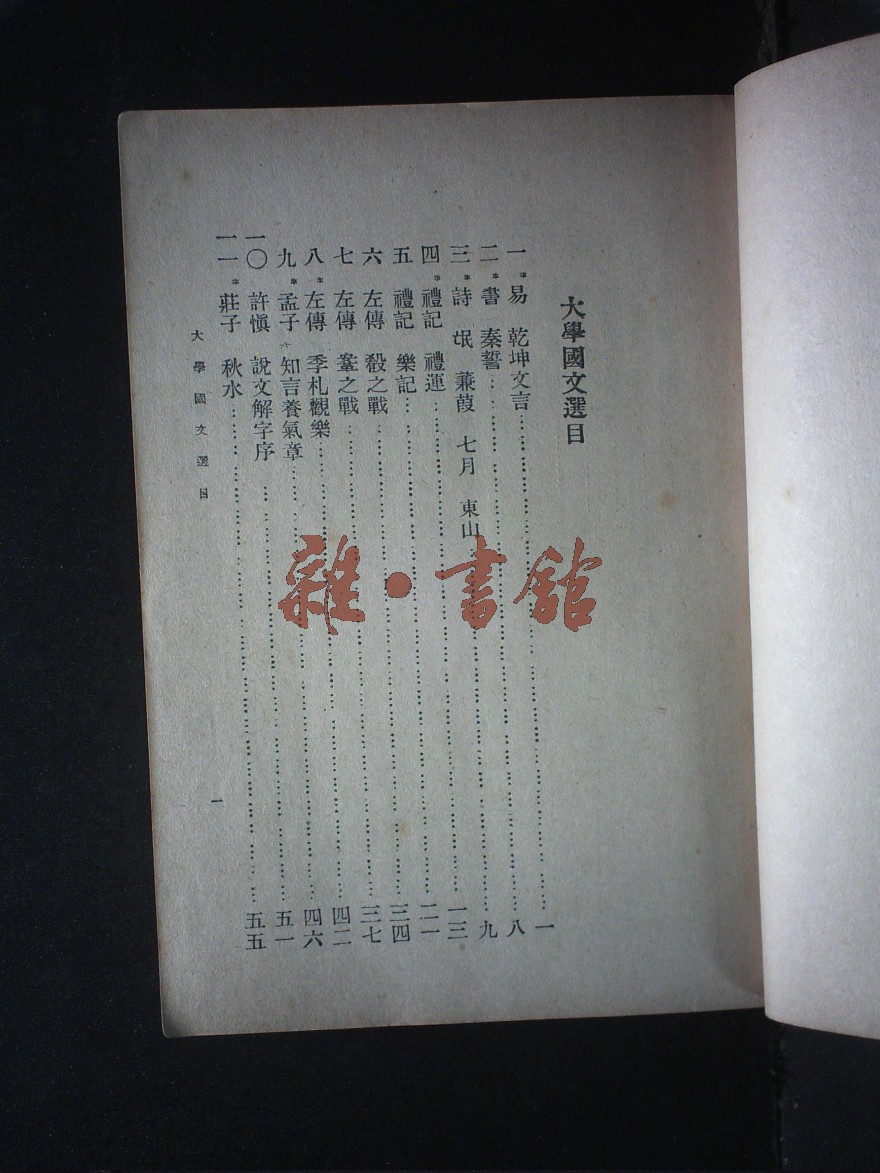 大學國文選目
一*易 乾坤文言……一
二*書 秦誓……八
三*詩 氓 蒹葭 七月 東山……九
四*禮記 禮運……一三
五 禮記 樂記……二一
六 左傳 殽之戰……三四
七 左傳 鞌之戰……三七
八*左傳 季札觀樂……四二
九*孟子 知言養氣章……四六
一〇 許慎 說文解字序……五一
一一*莊子 秋水……五五
大學國文選目
一
雜·書館